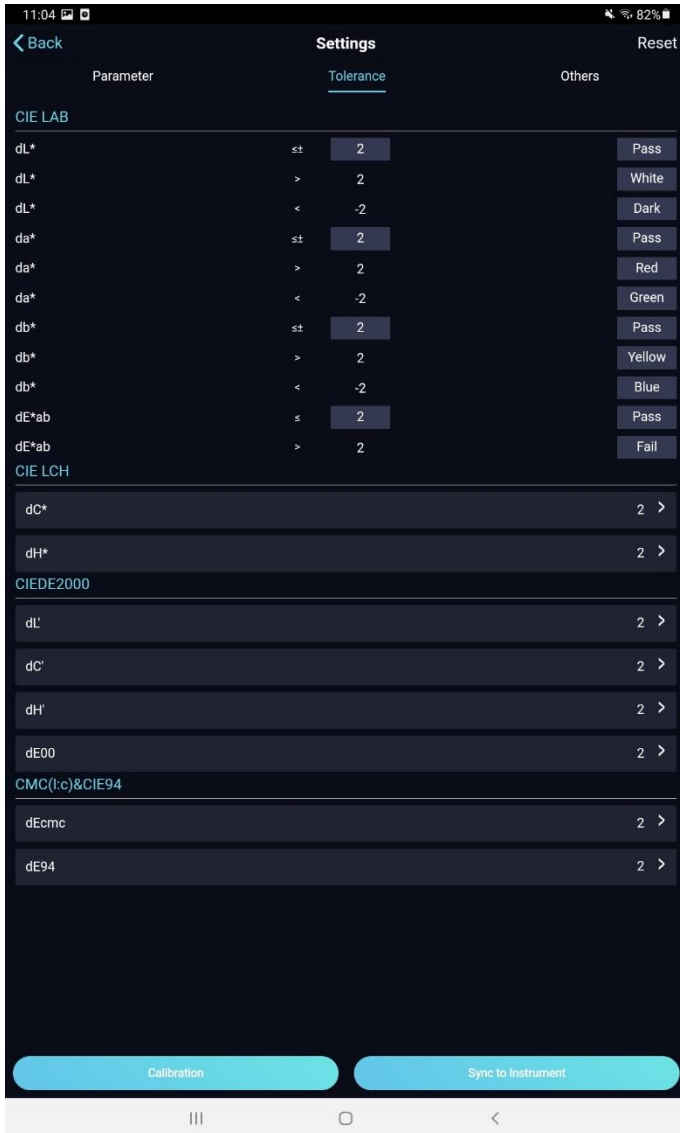 11:04 82%
Back Settings Reset
Parameter Tolerance Others
CIE LAB
dL* ≤± 2 Pass
dL* > 2 White
dL* < -2 Dark
da* ≤± 2 Pass
da* > 2 Red
da* < -2 Green
db* ≤± 2 Pass
db* > 2 Yellow
db* < -2 Blue
dE*ab ≤ 2 Pass
dE*ab > 2 Fail
CIE LCH
dC* 2
dH* 2
CIEDE2000
dL' 2
dC' 2
dH' 2
dE00 2
CMC(l:c)&CIE94
dEcmc 2
dE94 2
Calibration Sync to Instrument